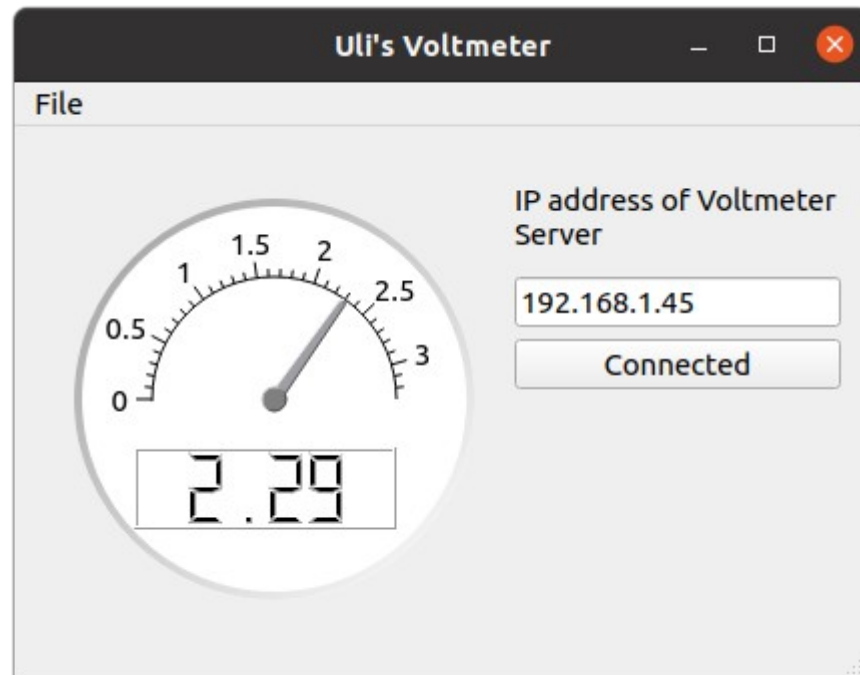 Uli's Voltmeter
File
IP address of Voltmeter
Server
192.168.1.45
Connected
0
0.5
1
1.5
2
2.5
3
2.29